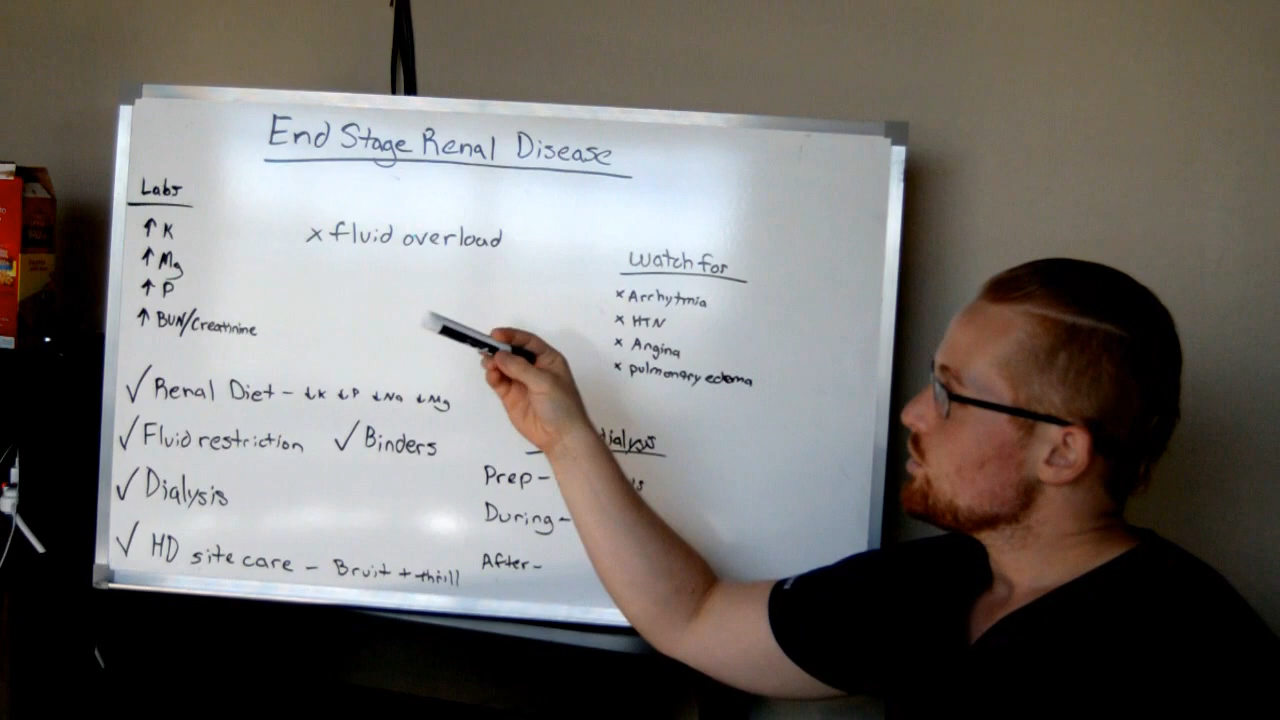 End Stage Renal Disease
Labs
↑ K
↑ Mg
↑ P
↑ BUN/Creatinine
x fluid overload
Watch for
x Arrhytmia
x HTN
x Angina
x pulmonary edema
✓ Renal Diet - ↓K ↓P ↓Na ↓Mg
✓ Fluid restriction ✓ Binders
✓ Dialysis
✓ HD site care - Bruit + thrill
Prep -
During -
After -